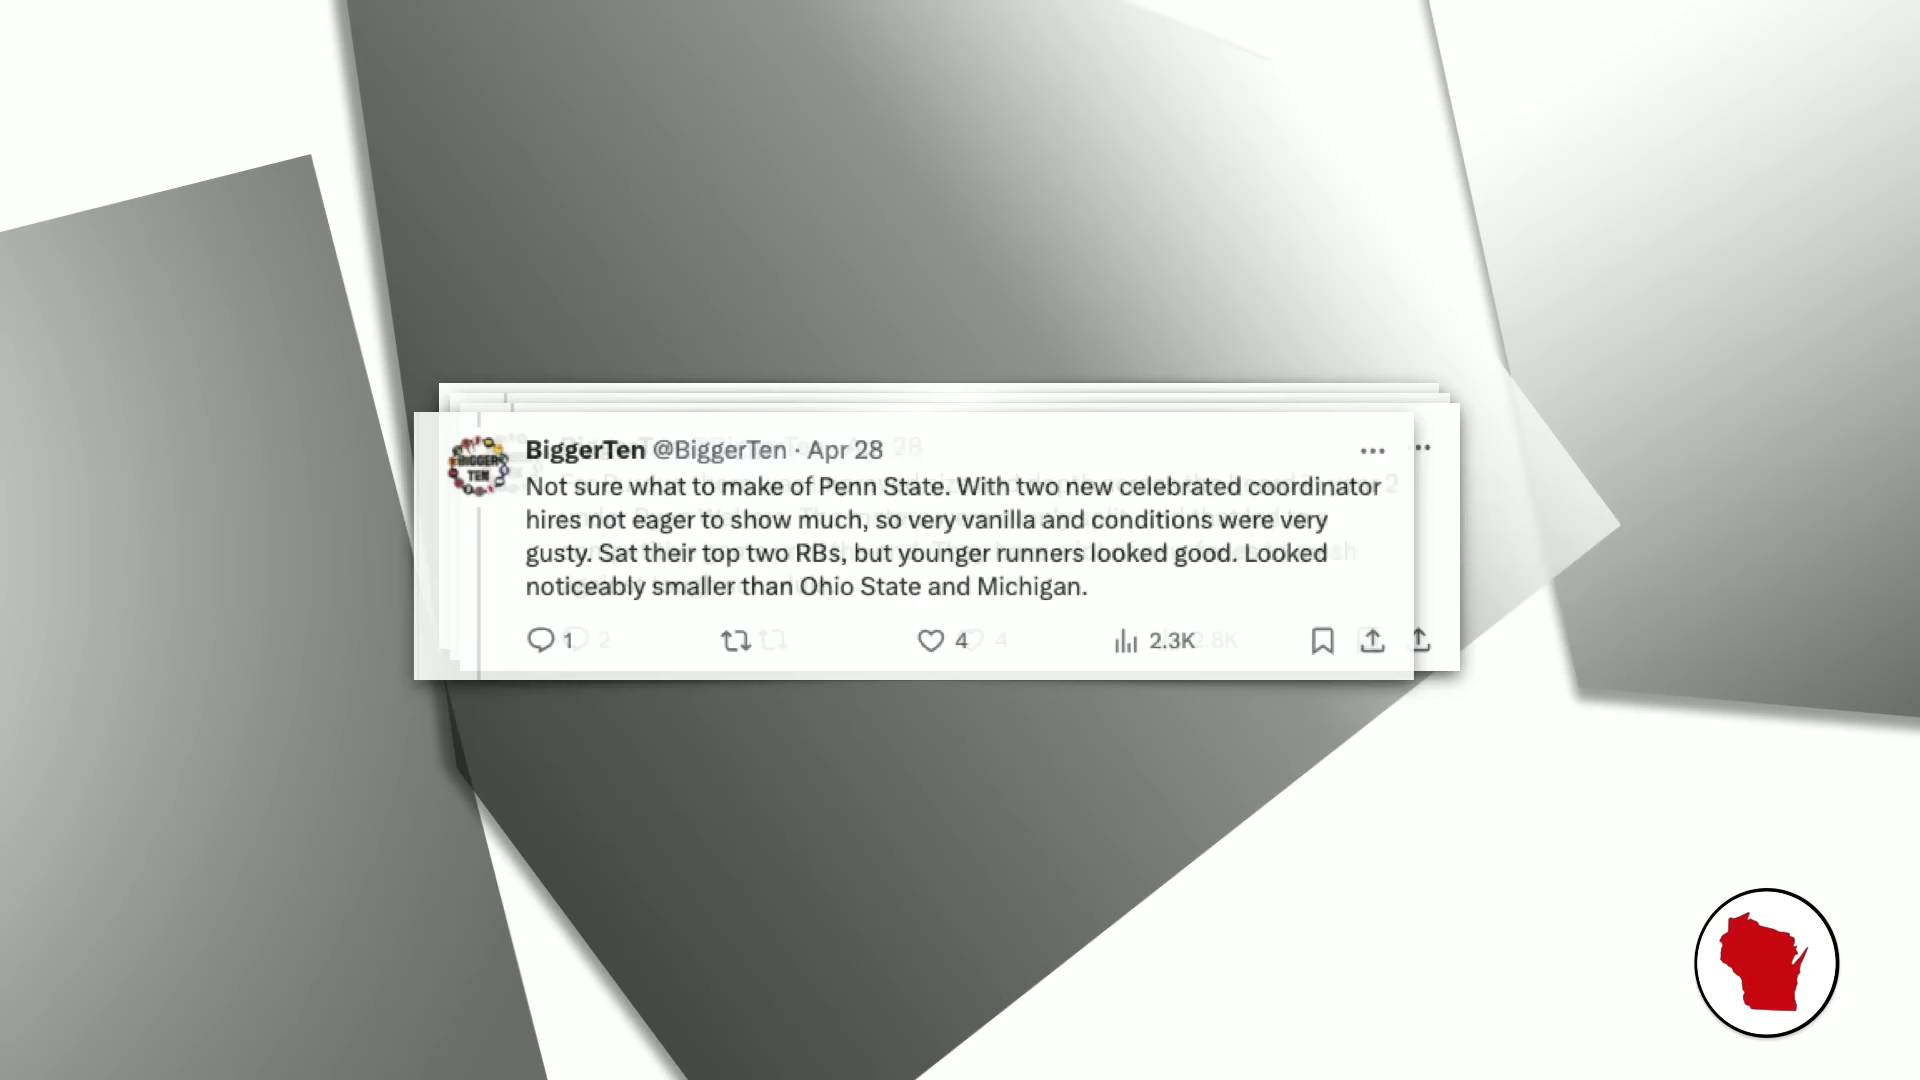 BiggerTen @BiggerTen · Apr 28
Not sure what to make of Penn State. With two new celebrated coordinator
hires not eager to show much, so very vanilla and conditions were very
gusty. Sat their top two RBs, but younger runners looked good. Looked
noticeably smaller than Ohio State and Michigan.
1 4 2.3K
BIGGER
TEN